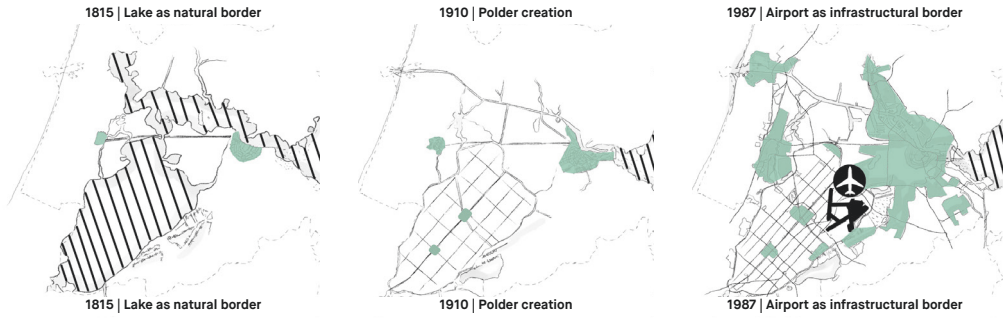 1815 | Lake as natural border
1910 | Polder creation
1987 | Airport as infrastructural border
1815 | Lake as natural border
1910 | Polder creation
1987 | Airport as infrastructural border